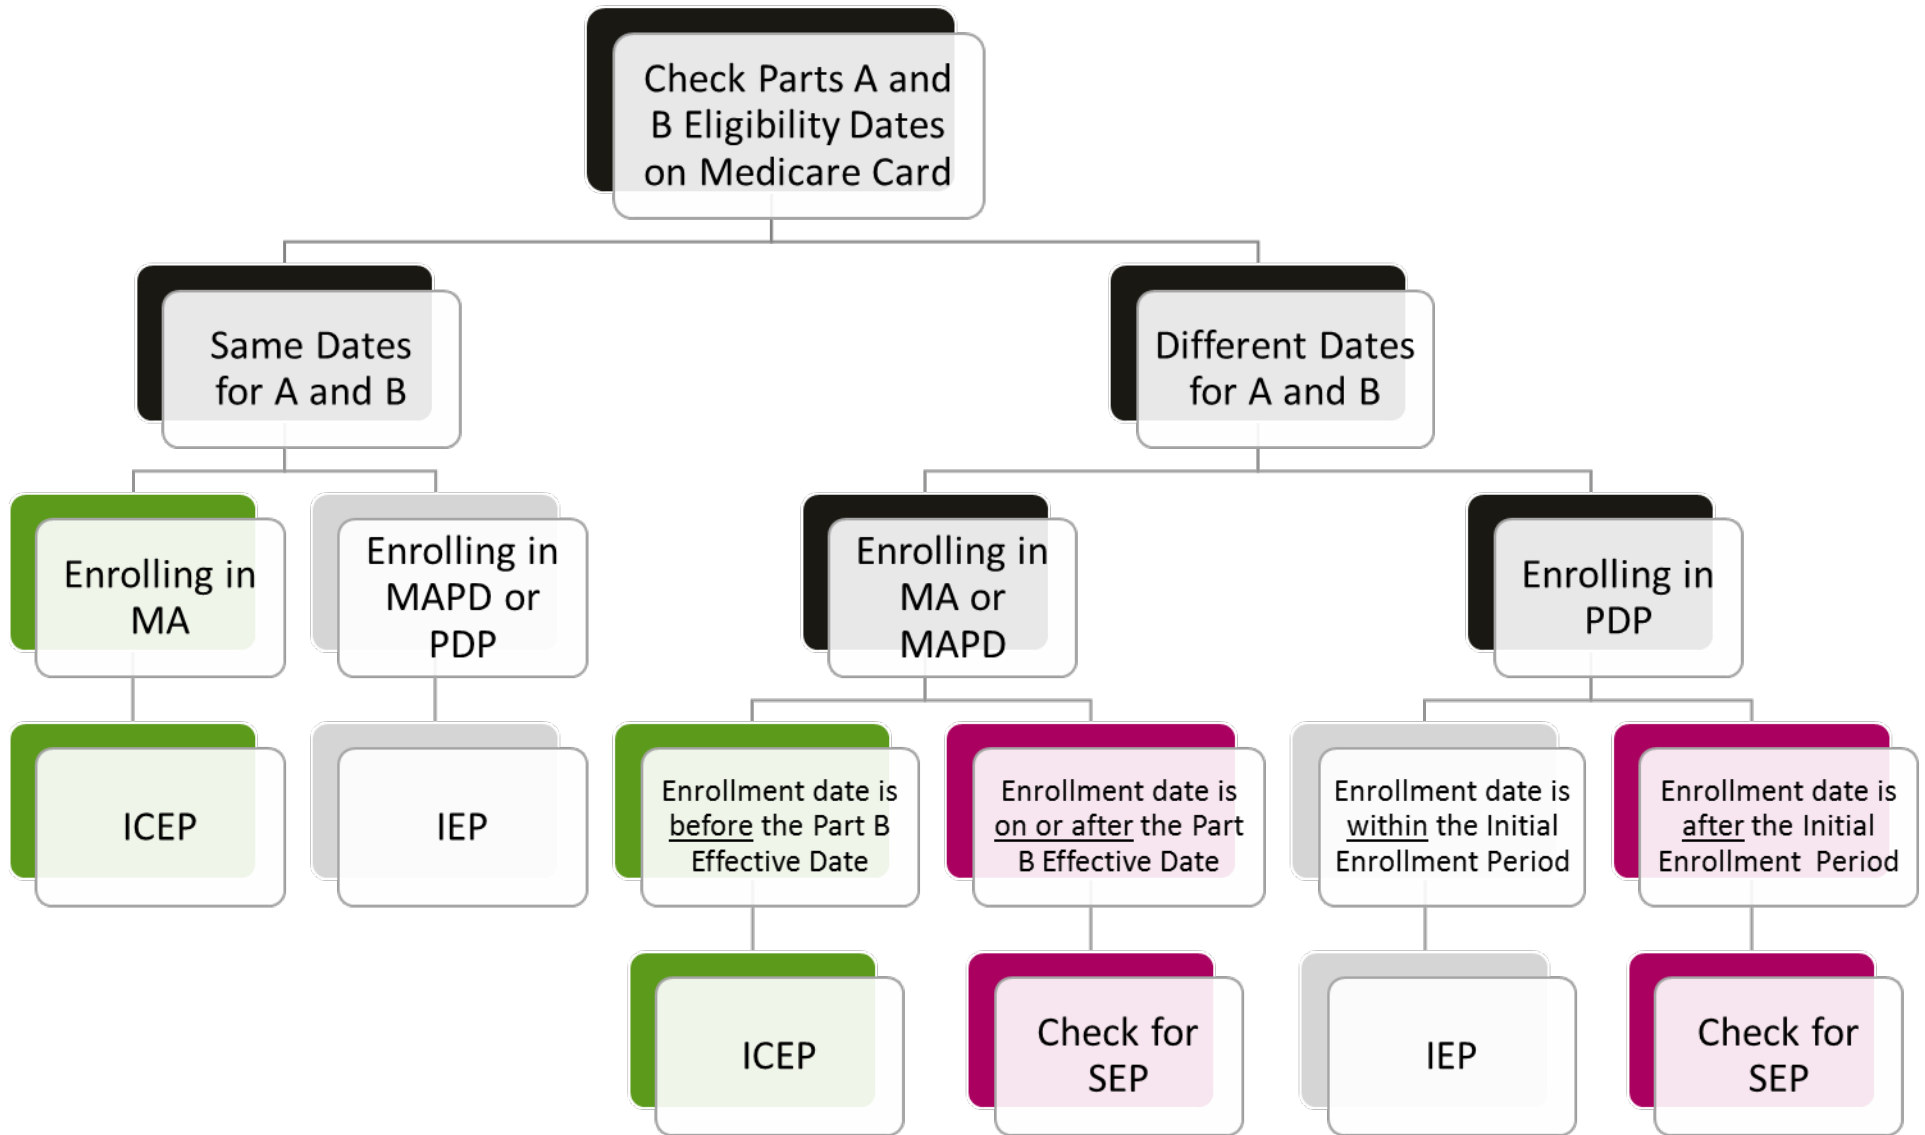 Check Parts A and
B Eligibility Dates
on Medicare Card
Same Dates
for A and B
Different Dates
for A and B
Enrolling in
MA
Enrolling in
MAPD or
PDP
Enrolling in
MA or
MAPD
Enrolling in
PDP
ICEP
IEP
Enrollment date is
before the Part B
Effective Date
Enrollment date is
on or after the Part
B Effective Date
Enrollment date is
within the Initial
Enrollment Period
Enrollment date is
after the Initial
Enrollment Period
ICEP
Check for
SEP
IEP
Check for
SEP